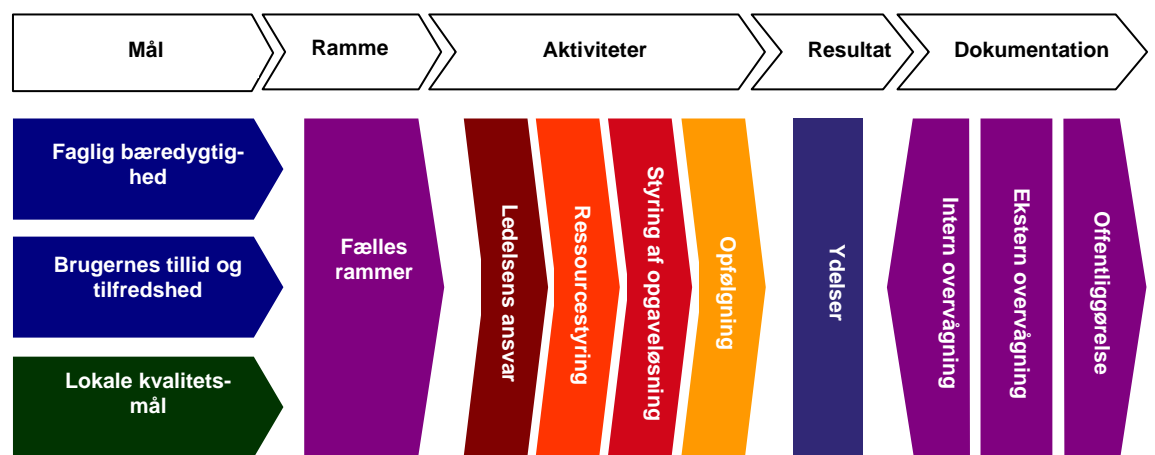 Mål
Ramme
Aktiviteter
Resultat
Dokumentation
Faglig bæredygtig-
hed
Brugernes tillid og
tilfredshed
Lokale kvalitets-
mål
Fælles
rammer
Ledelsens ansvar
Ressourcestyring
Styring af opgaveløsning
Opfølgning
Ydelser
Intern overvågning
Ekstern overvågning
Offentliggørelse